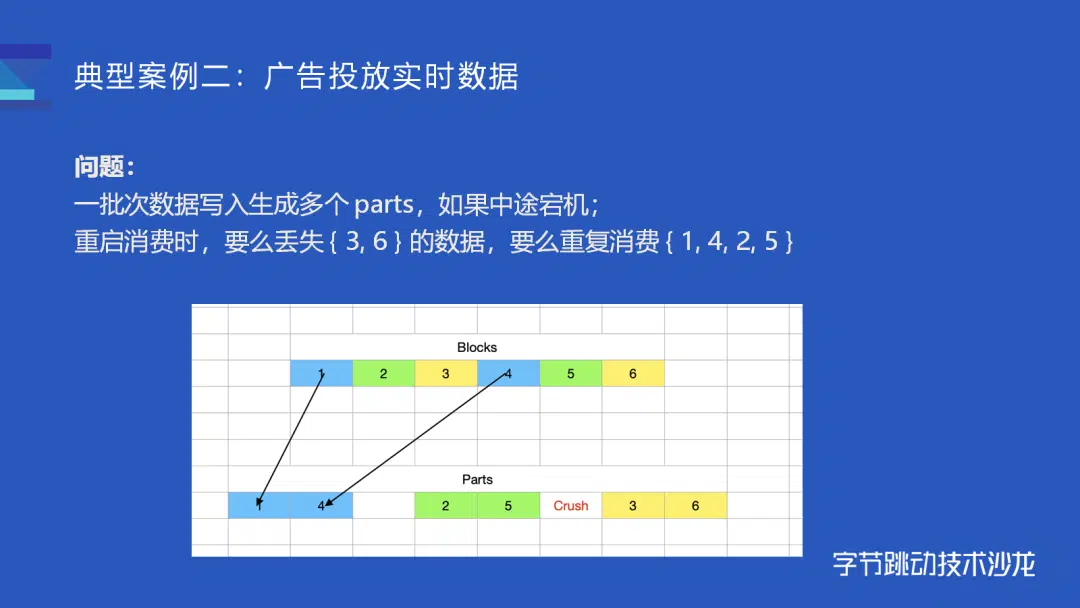 典型案例二：广告投放实时数据
问题：
一批次数据写入生成多个 parts，如果中途宕机；
重启消费时，要么丢失 { 3, 6 } 的数据，要么重复消费 { 1, 4, 2, 5 }
Blocks
1 2 3 4 5 6
Parts
1 4 2 5 Crush 3 6
字节跳动技术沙龙